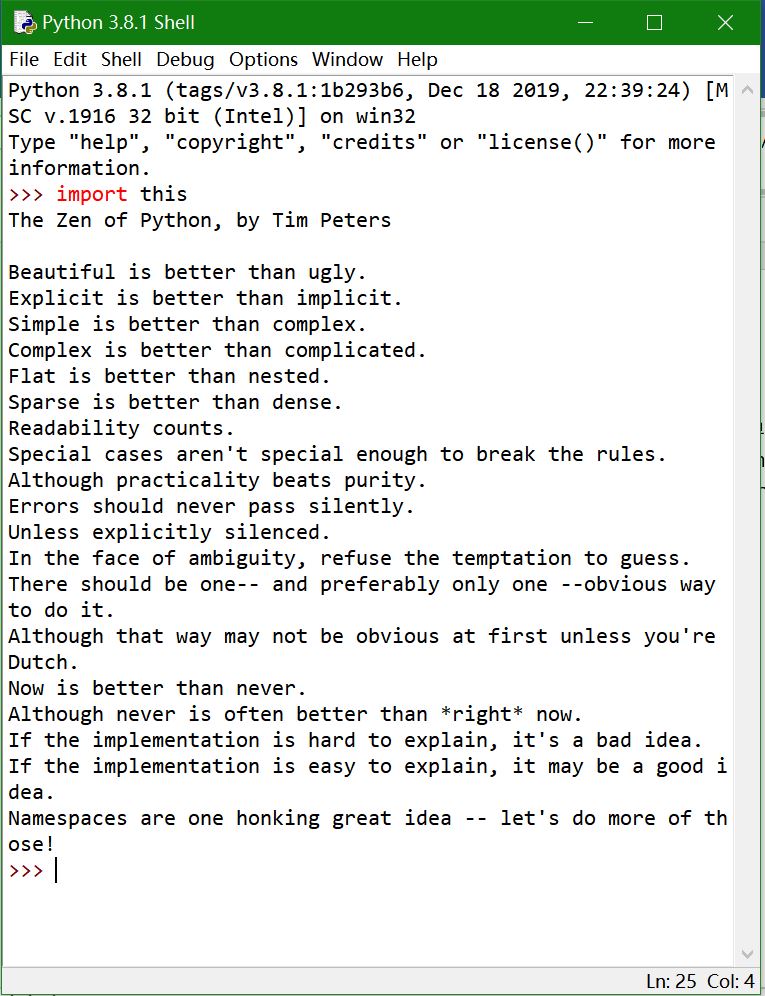 Python 3.8.1 Shell
File Edit Shell Debug Options Window Help
Python 3.8.1 (tags/v3.8.1:1b293b6, Dec 18 2019, 22:39:24) [M
SC v.1916 32 bit (Intel)] on win32
Type "help", "copyright", "credits" or "license()" for more
information.
>>> import this
The Zen of Python, by Tim Peters

Beautiful is better than ugly.
Explicit is better than implicit.
Simple is better than complex.
Complex is better than complicated.
Flat is better than nested.
Sparse is better than dense.
Readability counts.
Special cases aren't special enough to break the rules.
Although practicality beats purity.
Errors should never pass silently.
Unless explicitly silenced.
In the face of ambiguity, refuse the temptation to guess.
There should be one-- and preferably only one --obvious way
to do it.
Although that way may not be obvious at first unless you're
Dutch.
Now is better than never.
Although never is often better than *right* now.
If the implementation is hard to explain, it's a bad idea.
If the implementation is easy to explain, it may be a good i
dea.
Namespaces are one honking great idea -- let's do more of th
ose!
>>>
Ln: 25 Col: 4